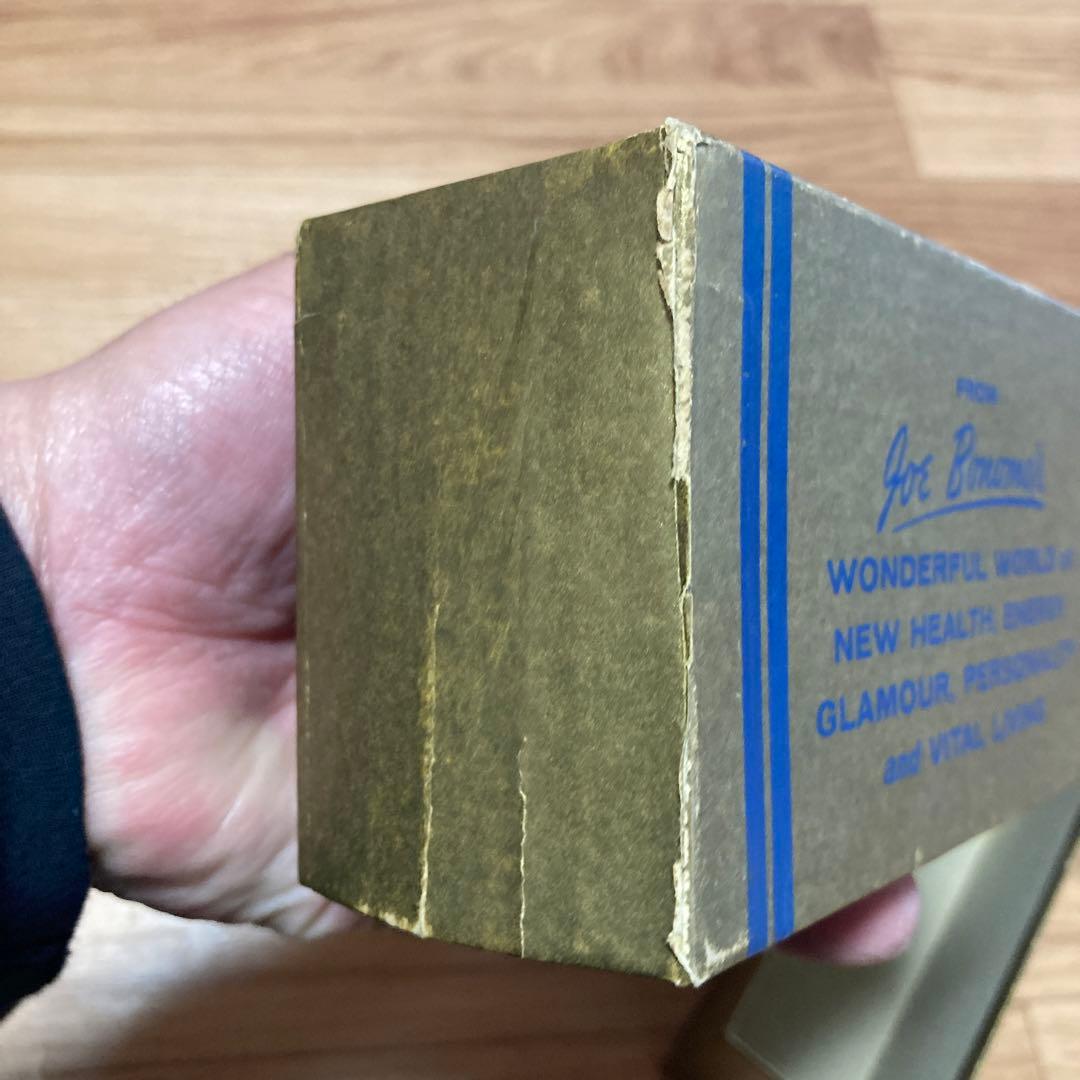 FROM
Joe Bonomo's
WONDERFUL WORLD of
NEW HEALTH, ENERGY
GLAMOUR, PERSONALITY
and VITAL LIVING